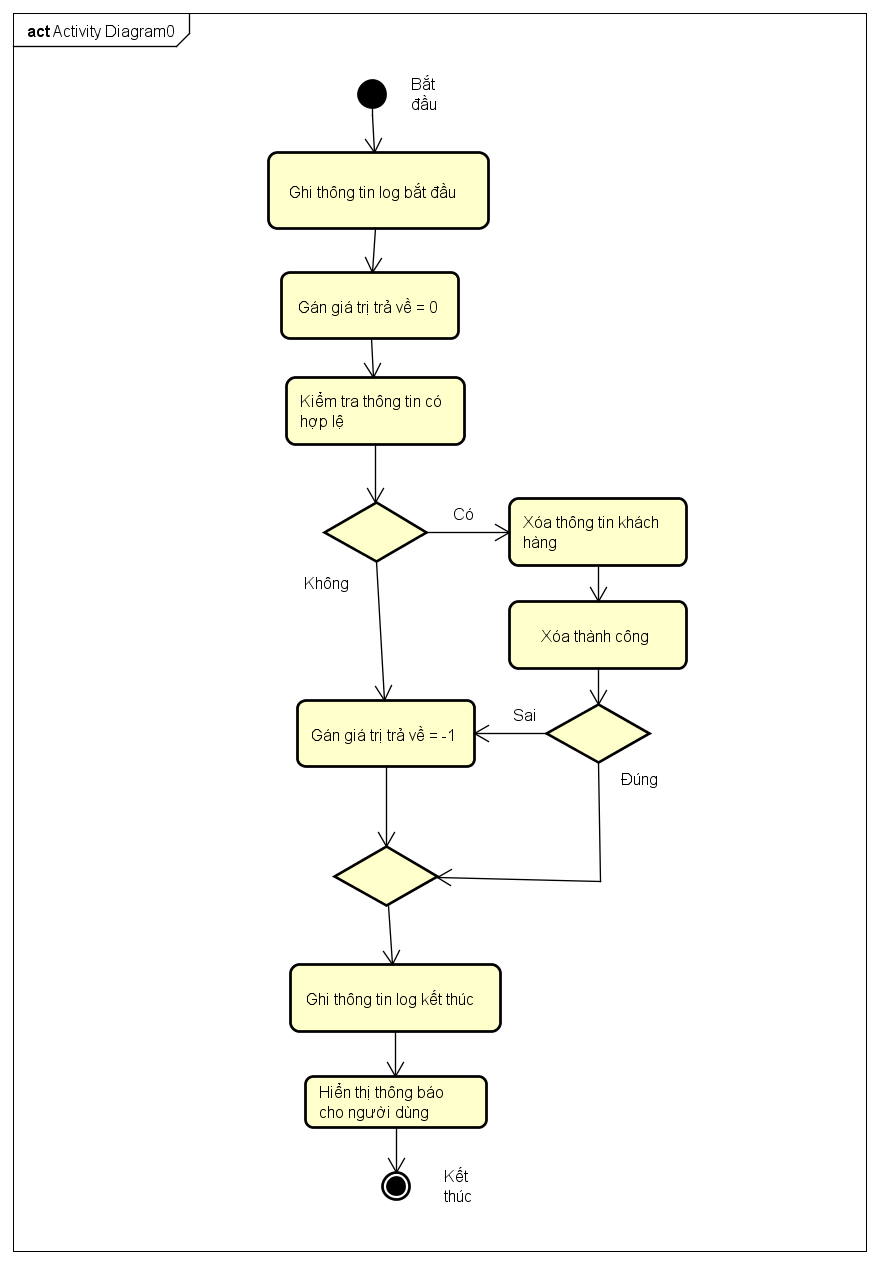 act Activity Diagram0
Bắt
đầu
Ghi thông tin log bắt đầu
Gán giá trị trả về = 0
Kiểm tra thông tin có
hợp lệ
Có
Xóa thông tin khách
hàng
Không
Xóa thành công
Sai
Gán giá trị trả về = -1
Đúng
Ghi thông tin log kết thúc
Hiển thị thông báo
cho người dùng
Kết
thúc